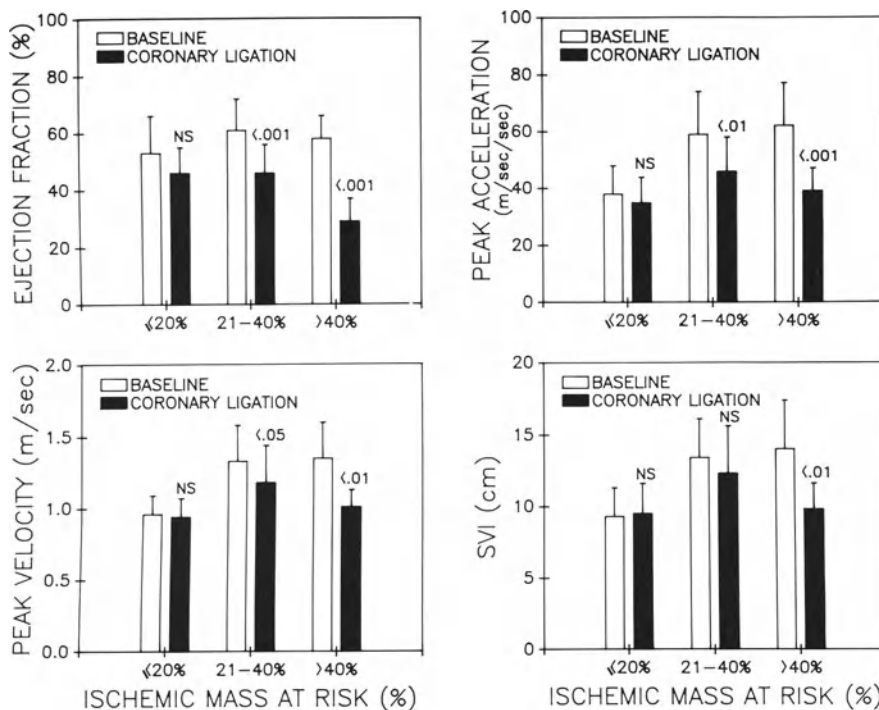 EJECTION FRACTION (%)
100
80
60
40
20
0
BASELINE
CORONARY LIGATION
NS
<.001
<.001
⩽20%
21-40%
>40%
PEAK ACCELERATION
(m/sec/sec)
100
80
60
40
20
0
BASELINE
CORONARY LIGATION
NS
<.01
<.001
⩽20%
21-40%
>40%
PEAK VELOCITY (m/sec)
2.0
1.5
1.0
0.5
0.0
BASELINE
CORONARY LIGATION
NS
<.05
<.01
⩽20%
21-40%
>40%
ISCHEMIC MASS AT RISK (%)
SVI (cm)
20
15
10
5
0
BASELINE
CORONARY LIGATION
NS
NS
<.01
⩽20%
21-40%
>40%
ISCHEMIC MASS AT RISK (%)